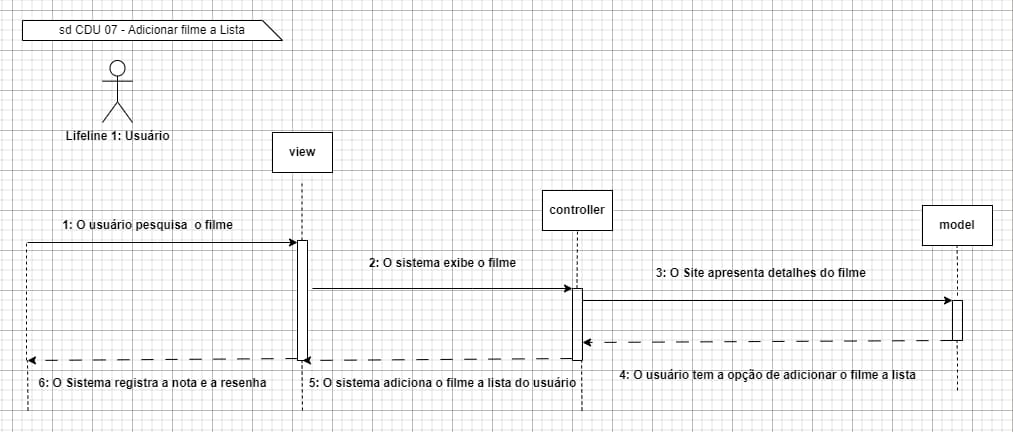 sd CDU 07 - Adicionar filme a Lista
Lifeline 1: Usuário
view
controller
model
1: O usuário pesquisa o filme
2: O sistema exibe o filme
3: O Site apresenta detalhes do filme
4: O usuário tem a opção de adicionar o filme a lista
5: O sistema adiciona o filme a lista do usuário
6: O Sistema registra a nota e a resenha